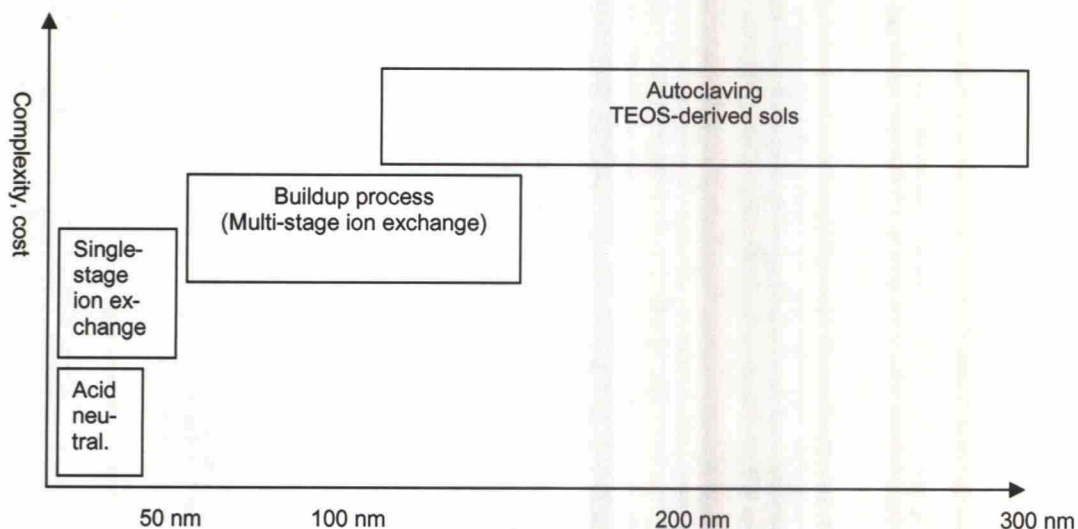 Complexity, cost
Autoclaving
TEOS-derived sols
Buildup process
(Multi-stage ion exchange)
Single-
stage
ion ex-
change
Acid
neu-
tral.
50 nm
100 nm
200 nm
300 nm